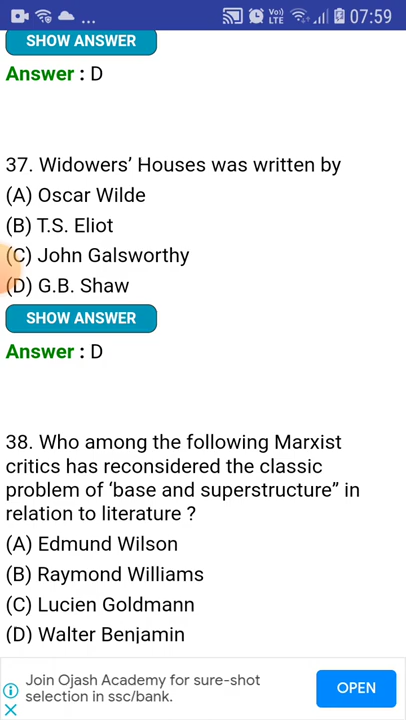 ... Vo)) LTE 07:59
SHOW ANSWER
Answer : D
37. Widowers’ Houses was written by
(A) Oscar Wilde
(B) T.S. Eliot
(C) John Galsworthy
(D) G.B. Shaw
SHOW ANSWER
Answer : D
38. Who among the following Marxist
critics has reconsidered the classic
problem of ‘base and superstructure” in
relation to literature ?
(A) Edmund Wilson
(B) Raymond Williams
(C) Lucien Goldmann
(D) Walter Benjamin
Join Ojash Academy for sure-shot
selection in ssc/bank.
OPEN